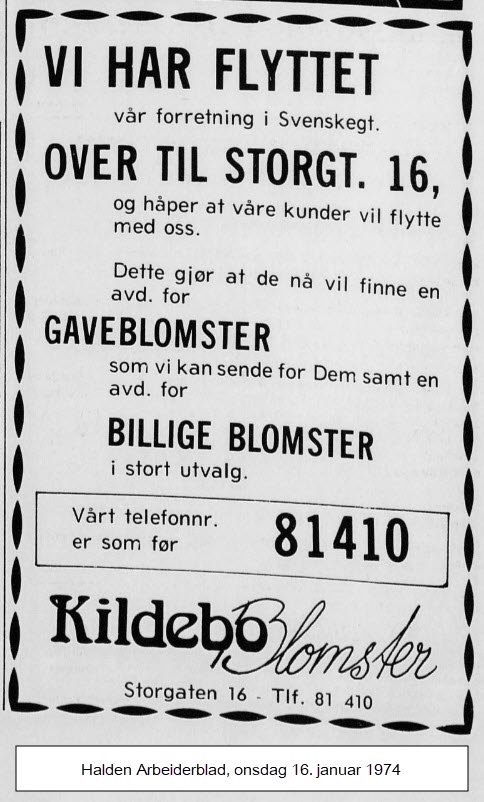 VI HAR FLYTTET
vår forretning i Svenskegt.
OVER TIL STORGT. 16,
og håper at våre kunder vil flytte
med oss.
Dette gjør at de nå vil finne en
avd. for
GAVEBLOMSTER
som vi kan sende for Dem samt en
avd. for
BILLIGE BLOMSTER
i stort utvalg.
Vårt telefonnr.
er som før
81410
Kildebo Blomster
Storgaten 16 - Tlf. 81 410
Halden Arbeiderblad, onsdag 16. januar 1974